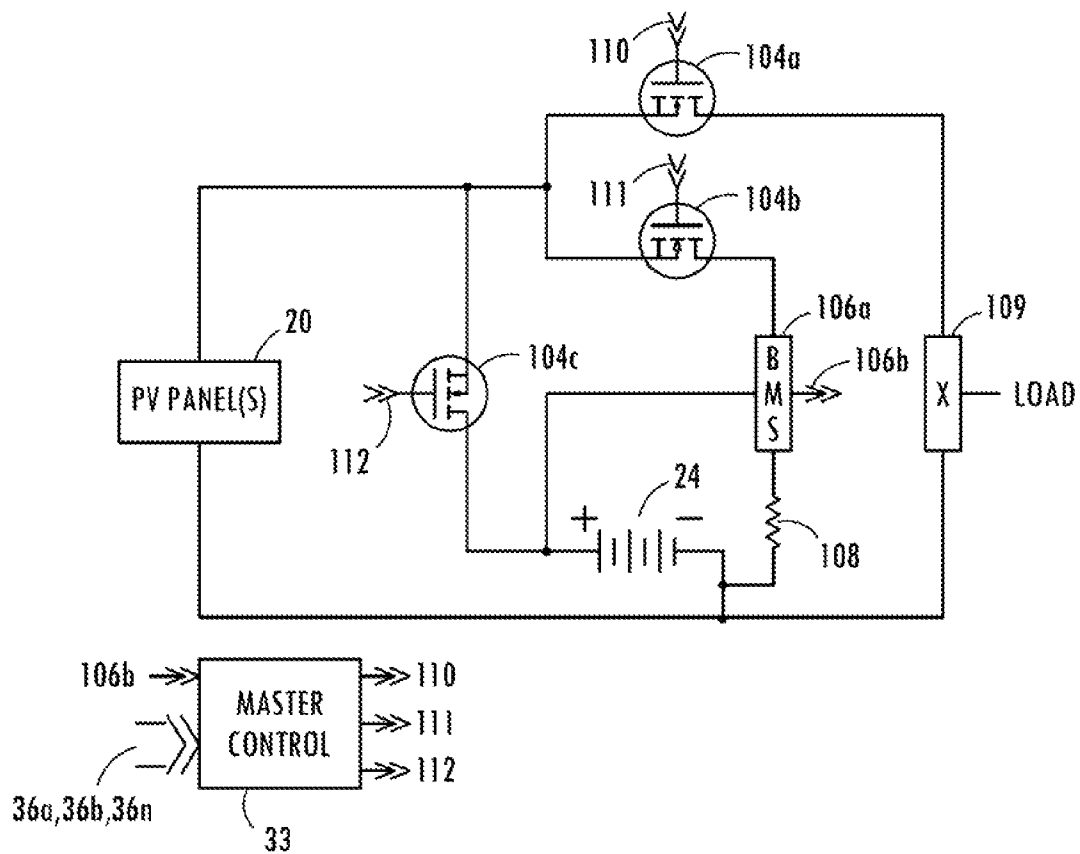 110
104a
111
104b
20
PV PANEL(S)
104c
112
106a
BMS
106b
109
X
LOAD
24
+
−
108
106b
MASTER
CONTROL
110
111
112
36a,36b,36n
33